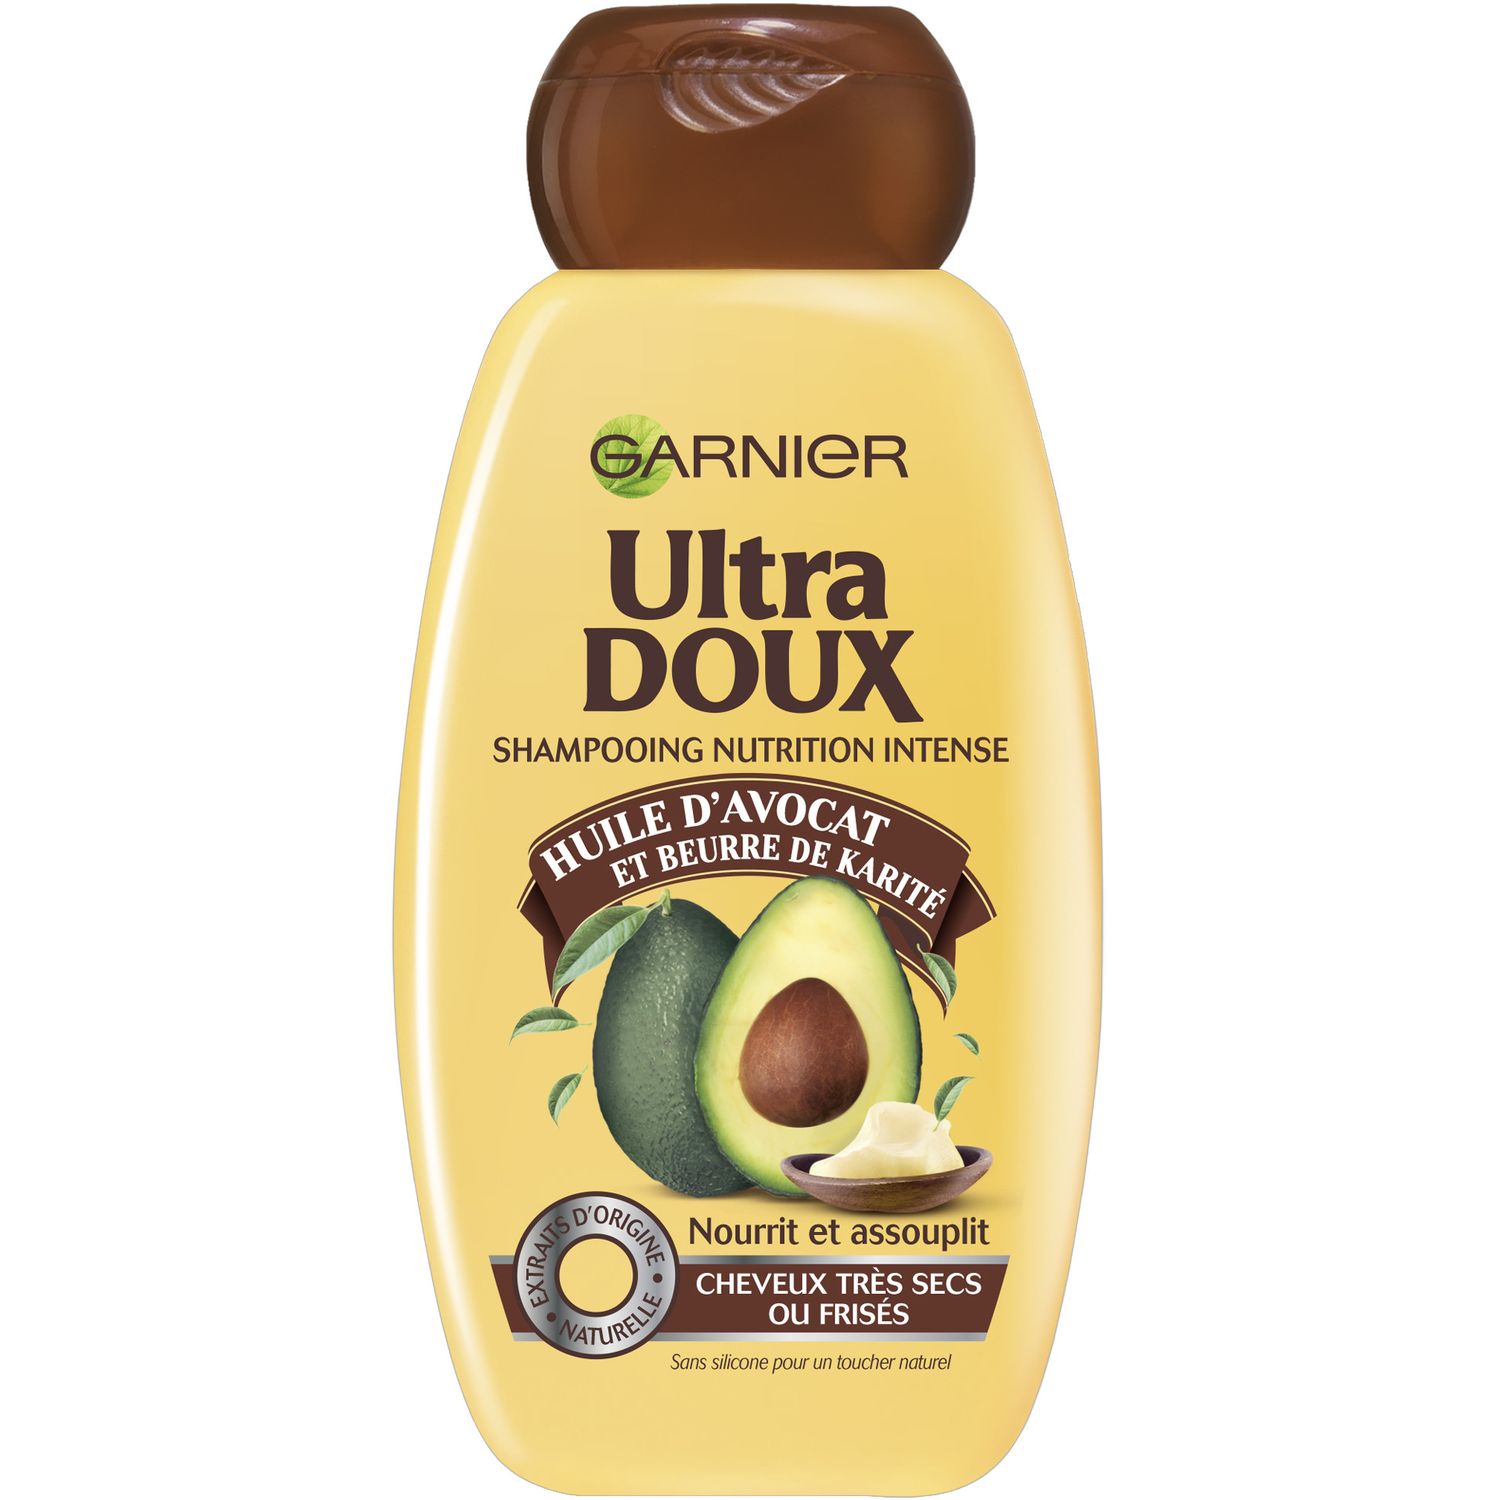 GARNIER
Ultra
DOUX
SHAMPOOING NUTRITION INTENSE
HUILE D'AVOCAT
ET BEURRE DE KARITÉ
EXTRAITS D'ORIGINE
• NATURELLE •
Nourrit et assouplit
CHEVEUX TRÈS SECS
OU FRISÉS
Sans silicone pour un toucher naturel